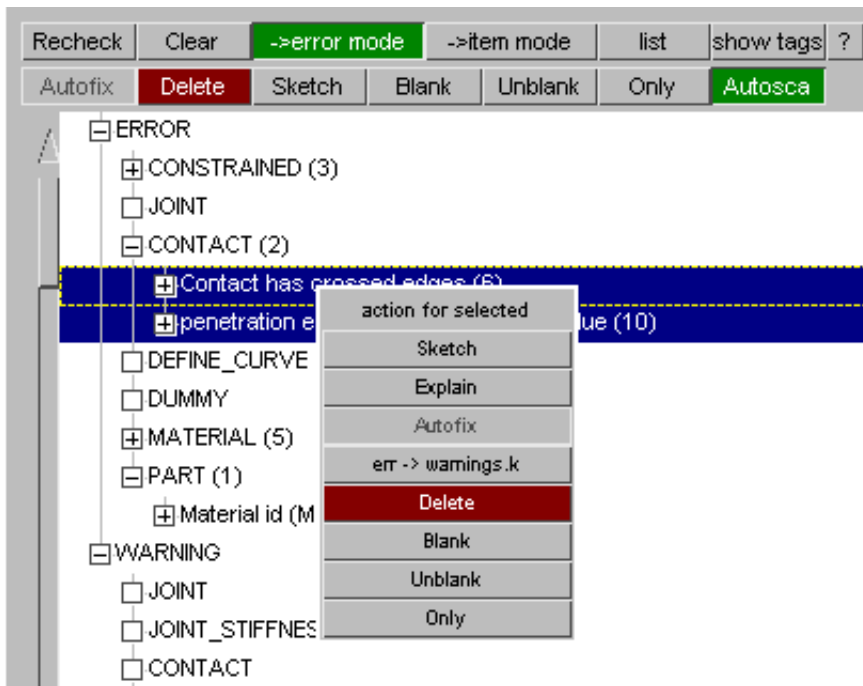 Recheck Clear ->error mode ->item mode list show tags ?
Autofix Delete Sketch Blank Unblank Only Autosca
ERROR
CONSTRAINED (3)
JOINT
CONTACT (2)
Contact has crossed edges (6)
penetration e lue (10)
DEFINE_CURVE
DUMMY
MATERIAL (5)
PART (1)
Material id (M
WARNING
JOINT
JOINT_STIFFNES
CONTACT
action for selected
Sketch
Explain
Autofix
err -> warnings.k
Delete
Blank
Unblank
Only